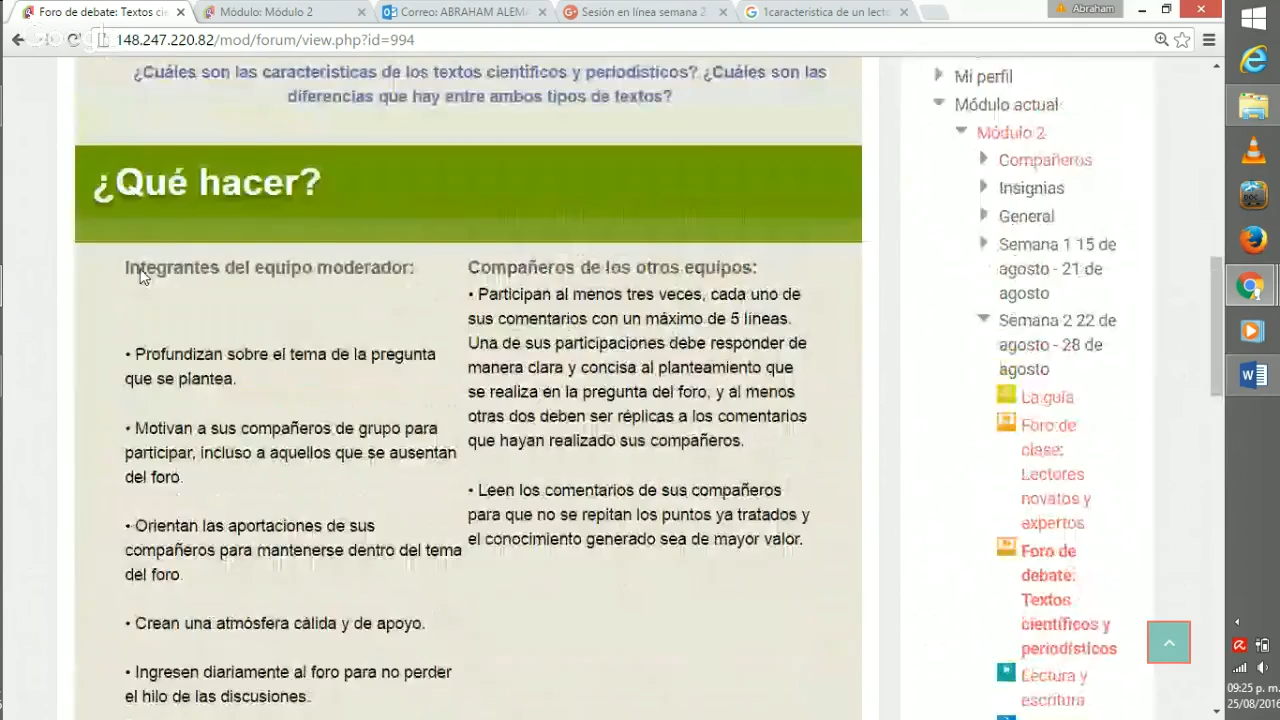 Foro de debate: Textos cie
Módulo: Módulo 2
Correo: ABRAHAM ALEM
Sesión en línea semana 2
1caracteristica de un lecto
Abraham
148.247.220.82/mod/forum/view.php?id=994
¿Cuáles son las características de los textos científicos y periodísticos? ¿Cuáles son las
diferencias que hay entre ambos tipos de textos?
¿Qué hacer?
Integrantes del equipo moderador:
• Profundizan sobre el tema de la pregunta
que se plantea.
• Motivan a sus compañeros de grupo para
participar, incluso a aquellos que se ausentan
del foro.
• Orientan las aportaciones de sus
compañeros para mantenerse dentro del tema
del foro.
• Crean una atmósfera cálida y de apoyo.
• Ingresen diariamente al foro para no perder
el hilo de las discusiones.
Compañeros de los otros equipos:
• Participan al menos tres veces, cada uno de
sus comentarios con un máximo de 5 líneas.
Una de sus participaciones debe responder de
manera clara y concisa al planteamiento que
se realiza en la pregunta del foro, y al menos
otras dos deben ser réplicas a los comentarios
que hayan realizado sus compañeros.
• Leen los comentarios de sus compañeros
para que no se repitan los puntos ya tratados y
el conocimiento generado sea de mayor valor.
Mi perfil
Módulo actual
Módulo 2
Compañeros
Insignias
General
Semana 1 15 de
agosto - 21 de
agosto
Semana 2 22 de
agosto - 28 de
agosto
La guía
Foro de
clase:
Lectores
novatos y
expertos
Foro de
debate:
Textos
científicos y
periodísticos
Lectura y
escritura
09:25 p. m.
25/08/2016